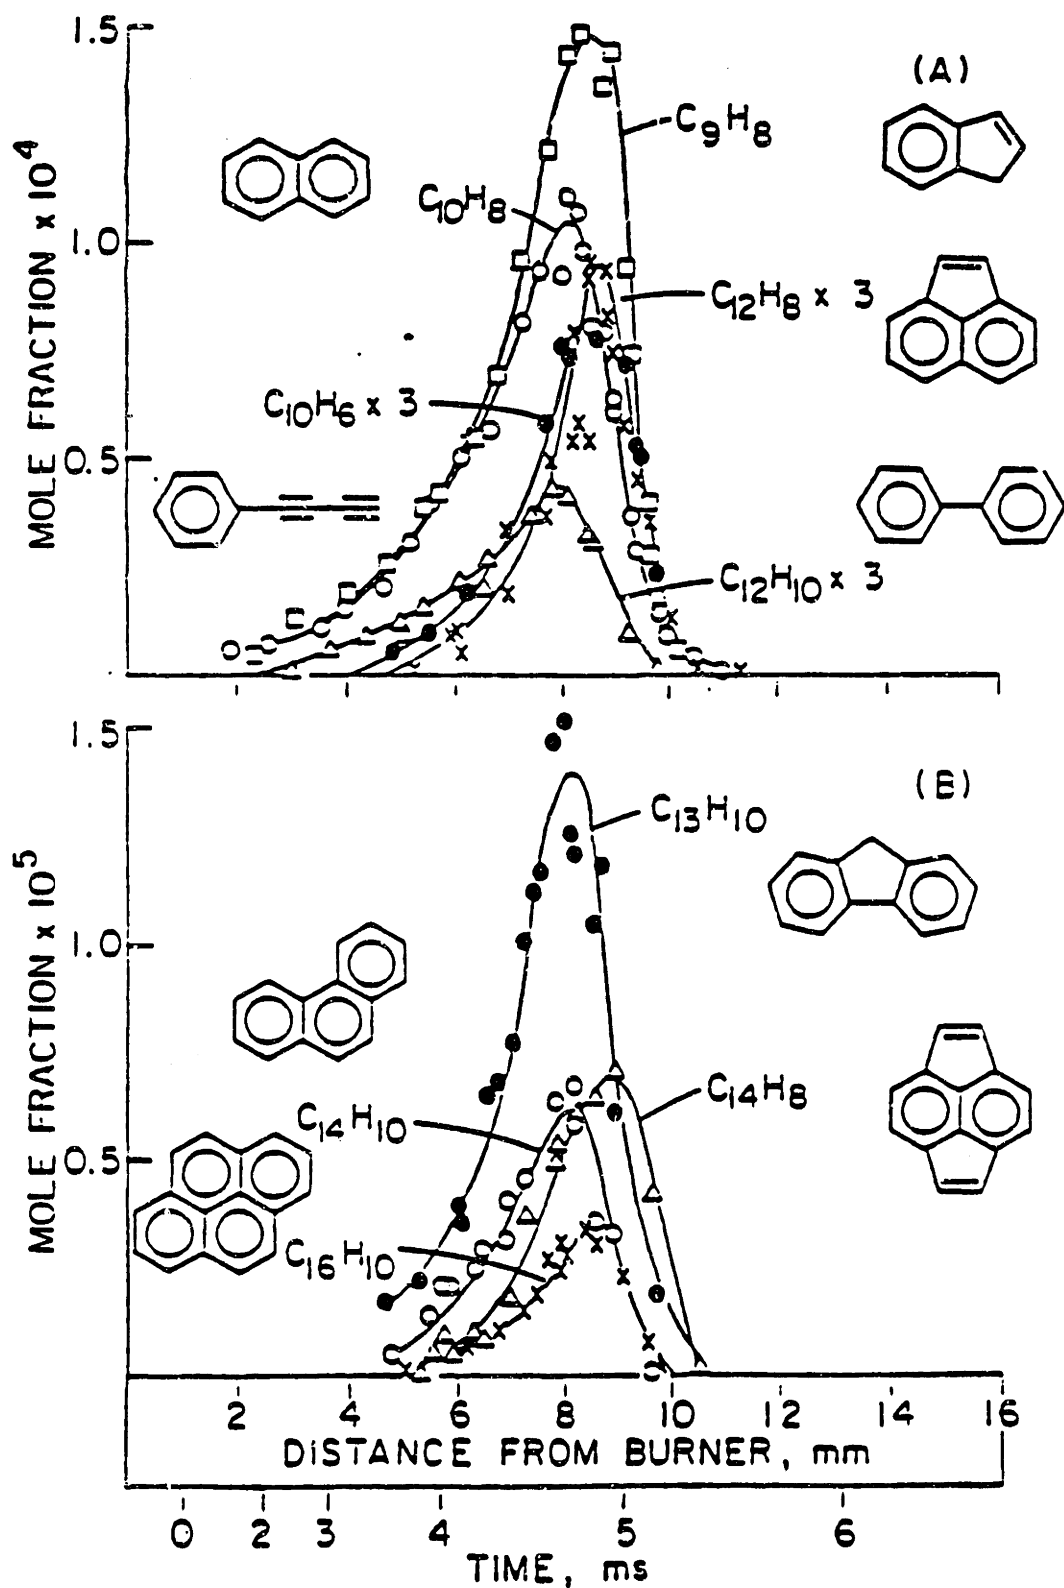 1.5
(A)
C9H8
MOLE FRACTION x 10^4
C10H8
1.0
C12H8 x 3
C10H6 x 3
0.5
C12H10 x 3
1.5
(B)
C13H10
MOLE FRACTION x 10^5
1.0
C14H8
C14H10
0.5
C16H10
2 4 6 8 10 12 14 16
DISTANCE FROM BURNER, mm
0 2 3 4 5 6
TIME, ms